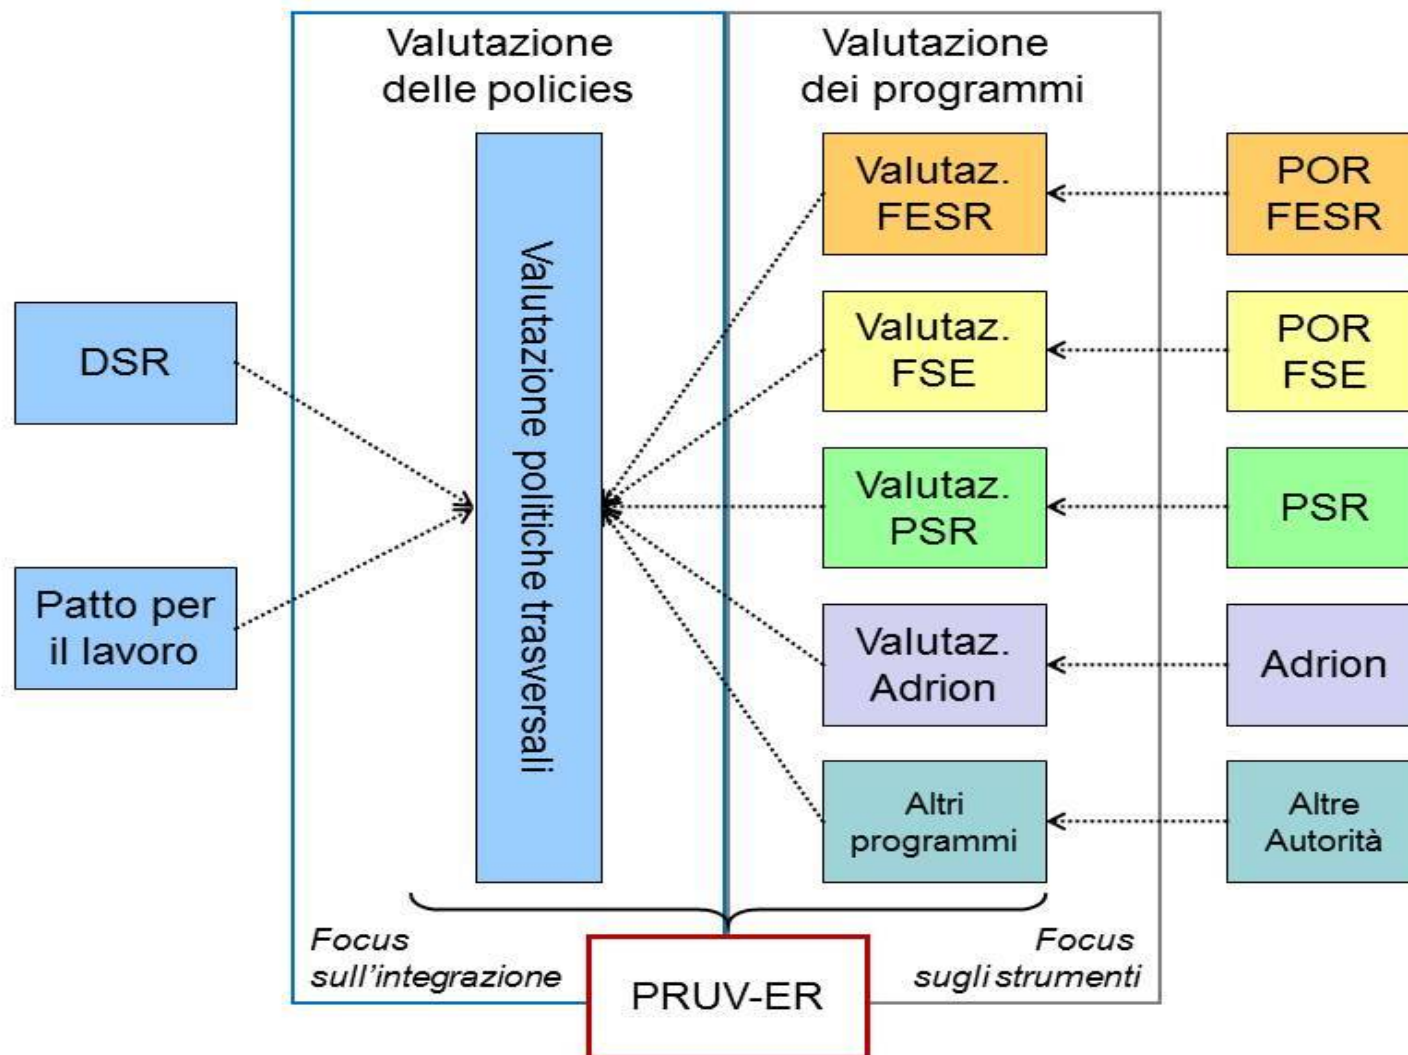 Valutazione
delle policies
Valutazione
dei programmi
DSR
Patto per
il lavoro
Valutazione politiche trasversali
Valutaz.
FESR
POR
FESR
Valutaz.
FSE
POR
FSE
Valutaz.
PSR
PSR
Valutaz.
Adrion
Adrion
Altri
programmi
Altre
Autorità
Focus
sull'integrazione
Focus
sugli strumenti
PRUV-ER